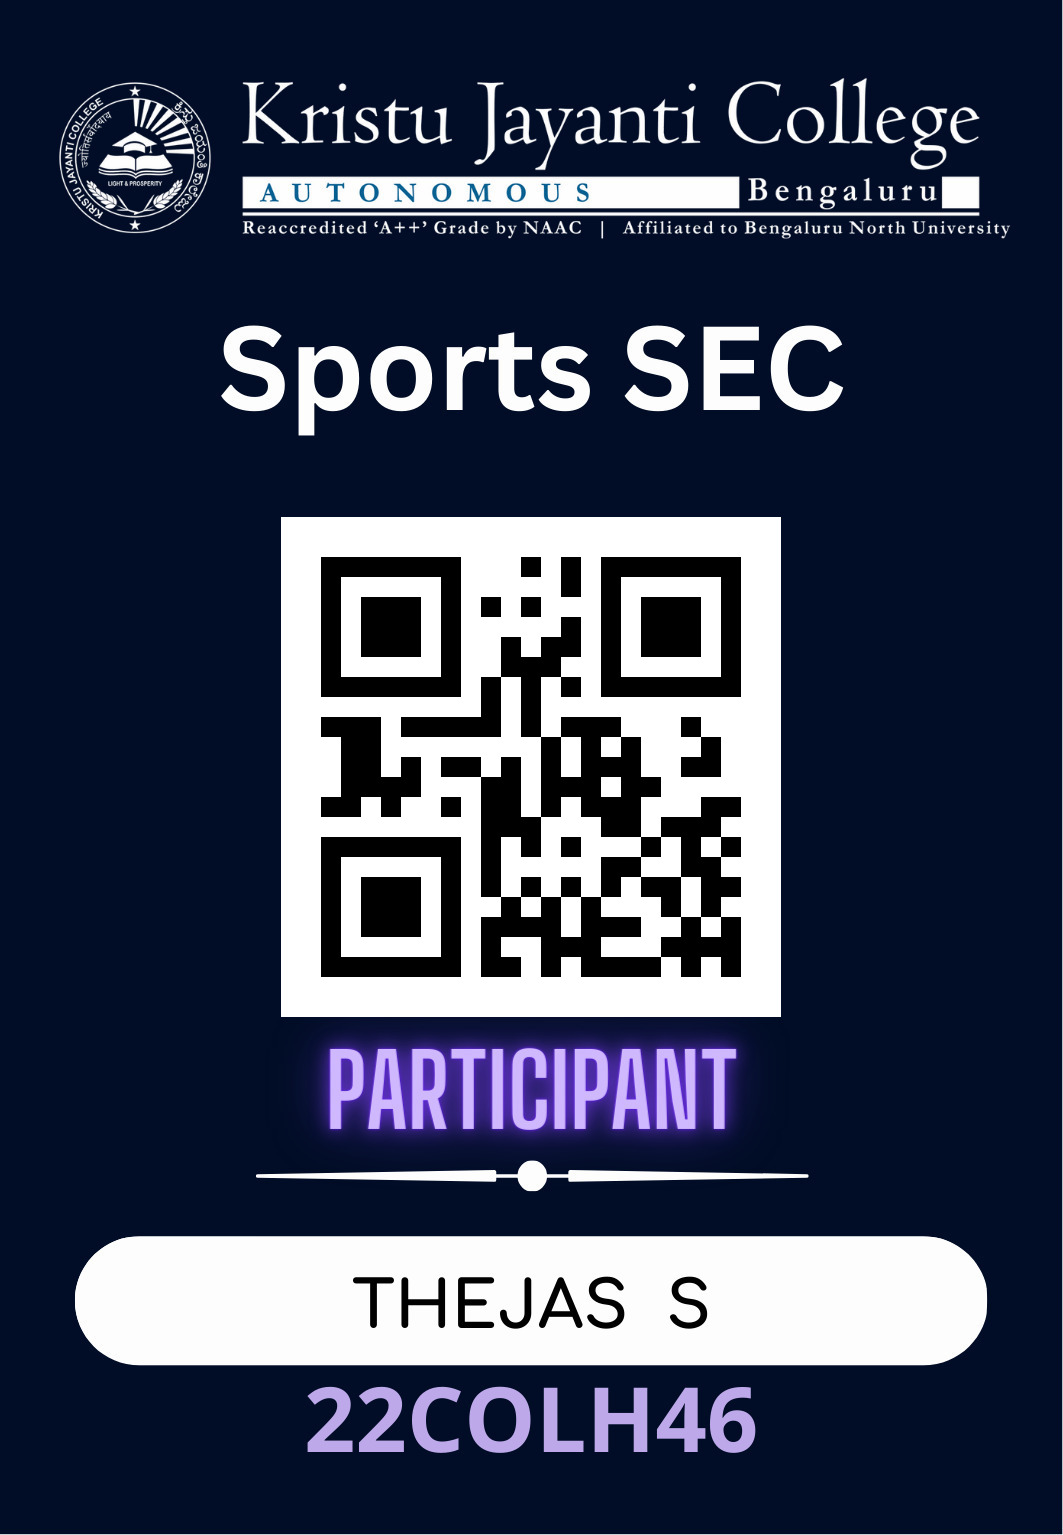 KRISTU JAYANTI COLLEGE
ಕ್ರಿಸ್ತು ಜಯಂತಿ ಕಾಲೇಜು
LIGHT & PROSPERITY
Kristu Jayanti College
AUTONOMOUS Bengaluru
Reaccredited ‘A++’ Grade by NAAC | Affiliated to Bengaluru North University
Sports SEC
PARTICIPANT
THEJAS S
22COLH46